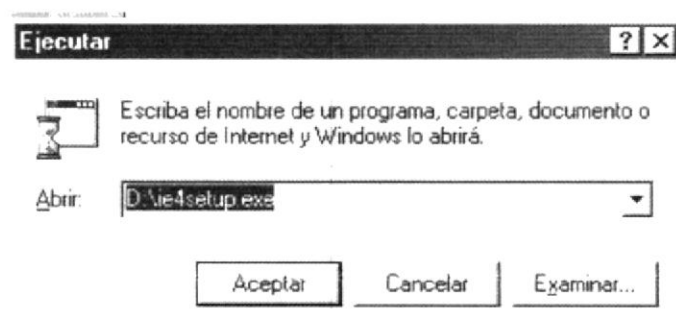 Ejecutar
Escriba el nombre de un programa, carpeta, documento o
recurso de Internet y Windows lo abrirá.
Abrir: D:\ie4setup.exe
Aceptar Cancelar Examinar...